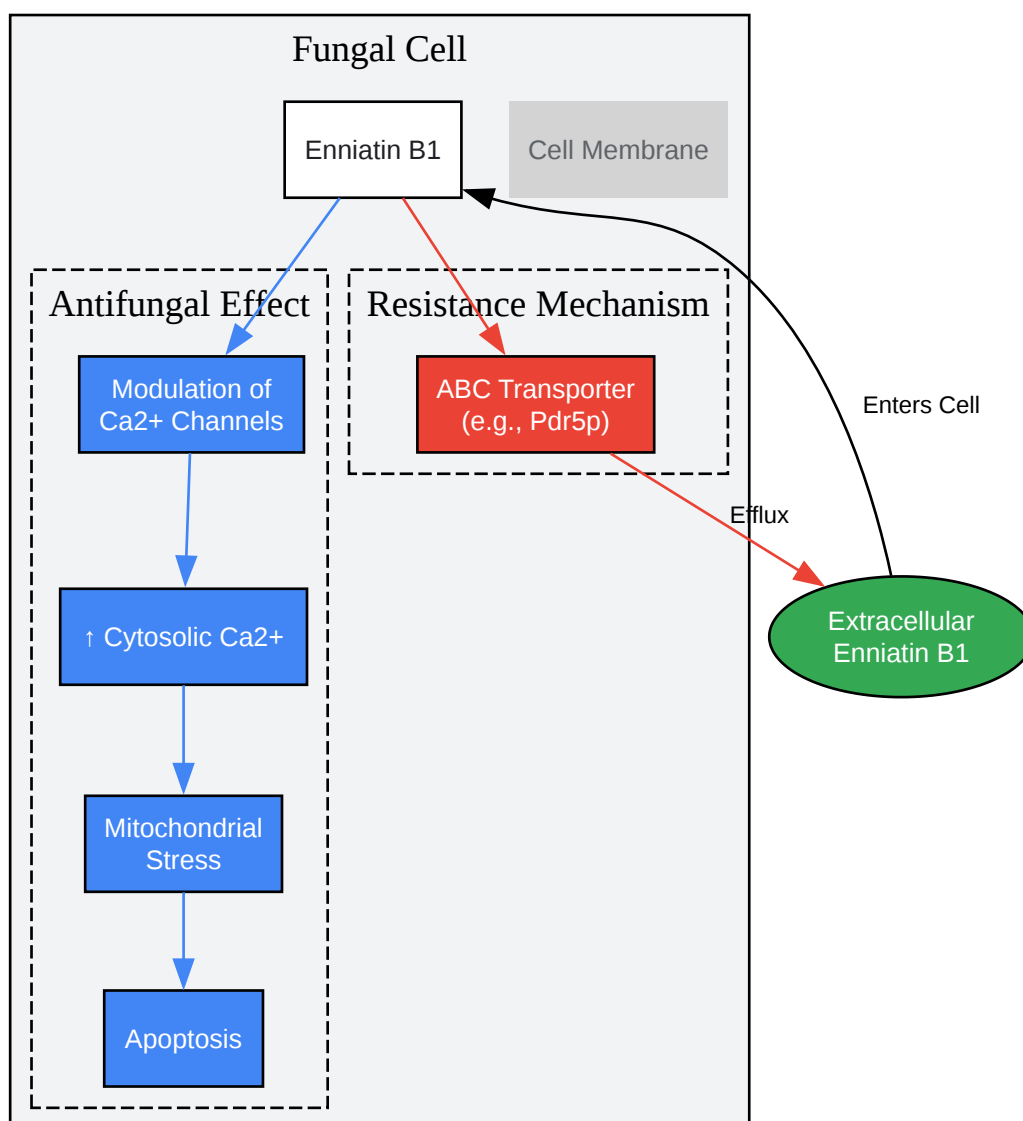 Fungal Cell
Enniatin B1
Cell Membrane
Antifungal Effect
Resistance Mechanism
Modulation of
Ca2+ Channels
ABC Transporter
(e.g., Pdr5p)
Enters Cell
Efflux
Extracellular
Enniatin B1
↑ Cytosolic Ca2+
Mitochondrial
Stress
Apoptosis